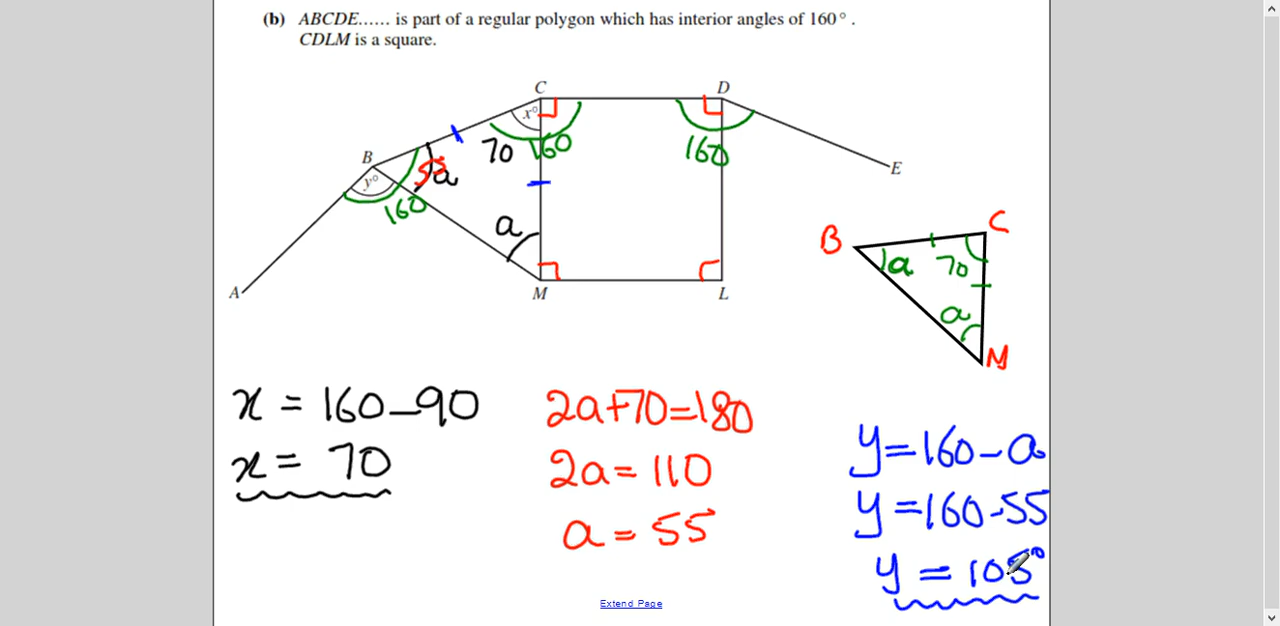 (b) ABCDE...... is part of a regular polygon which has interior angles of 160°.
CDLM is a square.
C
D
x°
160
70
160
B
55
a
y°
160
E
a
A
M
L
B
C
a
70
a
M
x = 160-90
x = 70
2a+70=180
2a = 110
a = 55
y=160-a
y=160-55
y = 105°
Extend Page